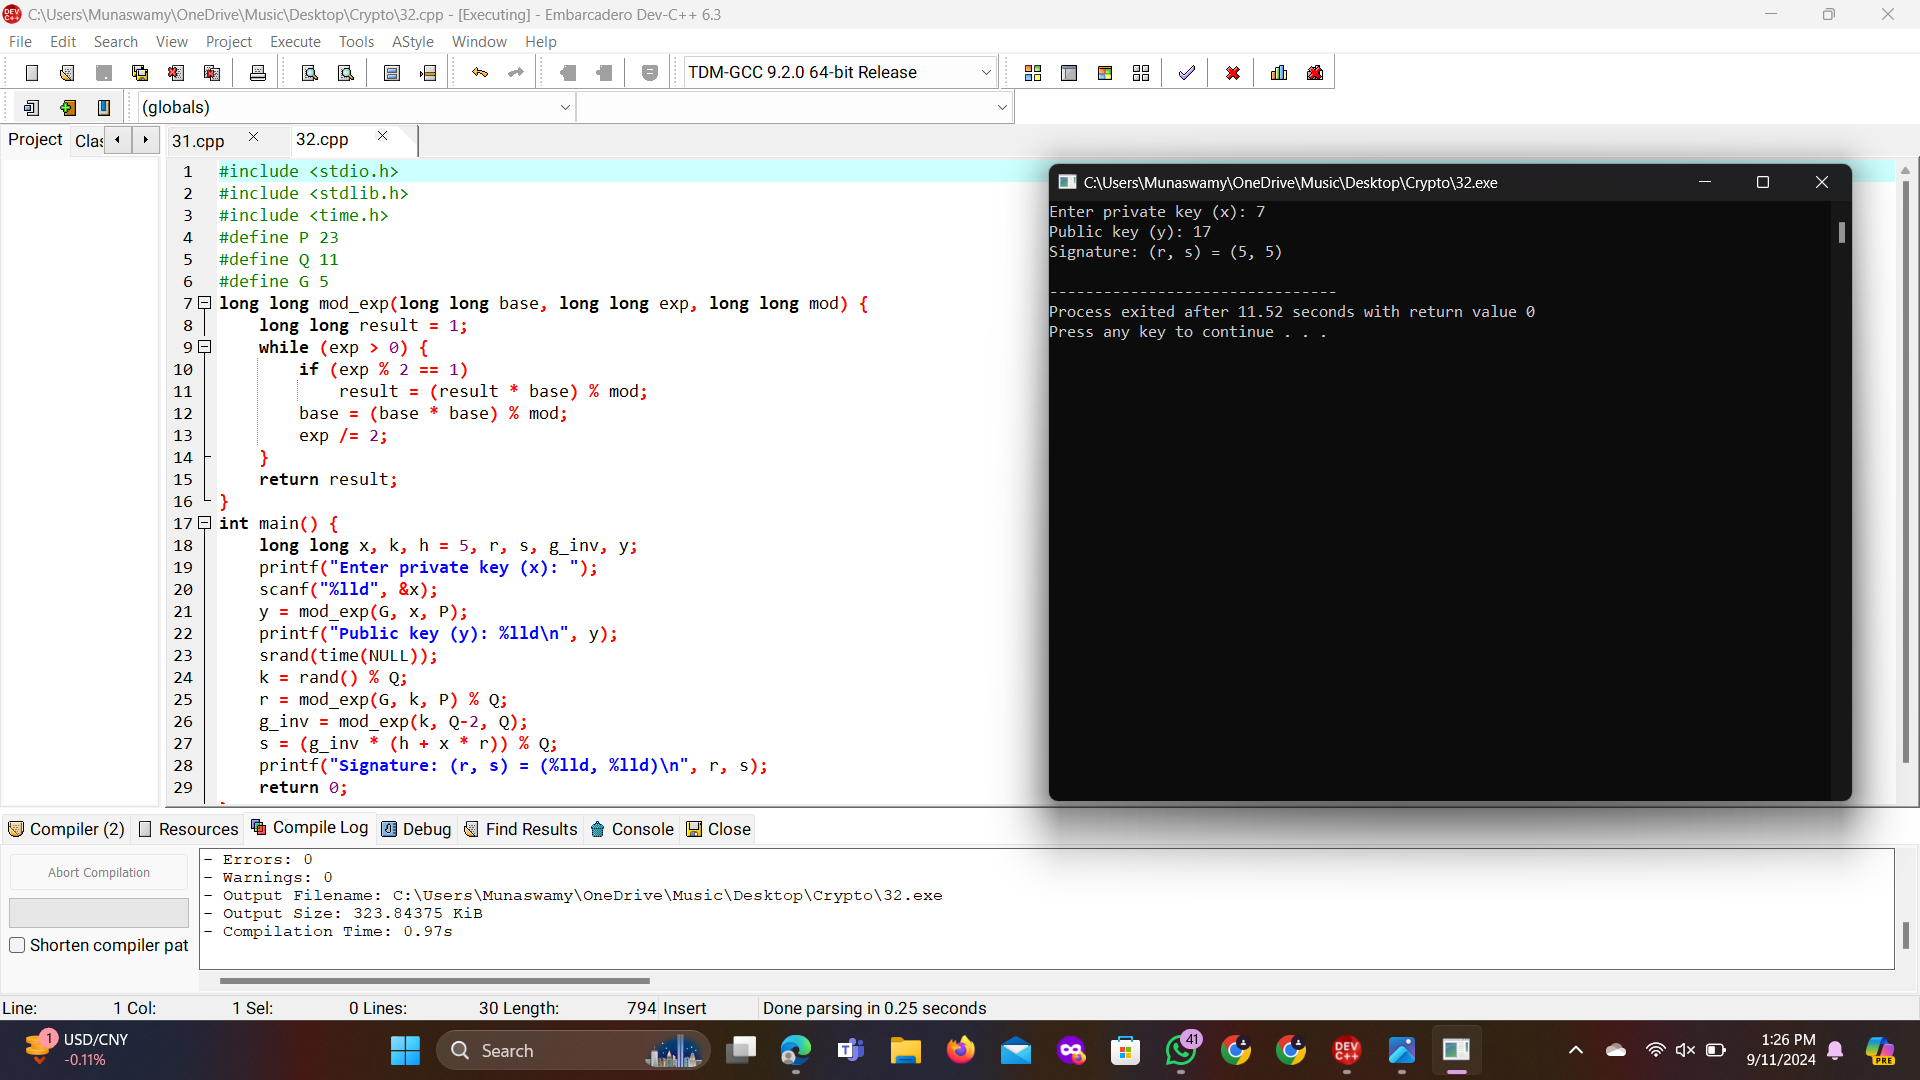 C:\Users\Munaswamy\OneDrive\Music\Desktop\Crypto\32.cpp - [Executing] - Embarcadero Dev-C++ 6.3
File Edit Search View Project Execute Tools AStyle Window Help
TDM-GCC 9.2.0 64-bit Release
(globals)
Project Clas 31.cpp 32.cpp
1 #include <stdio.h>
2 #include <stdlib.h>
3 #include <time.h>
4 #define P 23
5 #define Q 11
6 #define G 5
7 long long mod_exp(long long base, long long exp, long long mod) {
8 long long result = 1;
9 while (exp > 0) {
10 if (exp % 2 == 1)
11 result = (result * base) % mod;
12 base = (base * base) % mod;
13 exp /= 2;
14 }
15 return result;
16 }
17 int main() {
18 long long x, k, h = 5, r, s, g_inv, y;
19 printf("Enter private key (x): ");
20 scanf("%lld", &x);
21 y = mod_exp(G, x, P);
22 printf("Public key (y): %lld\n", y);
23 srand(time(NULL));
24 k = rand() % Q;
25 r = mod_exp(G, k, P) % Q;
26 g_inv = mod_exp(k, Q-2, Q);
27 s = (g_inv * (h + x * r)) % Q;
28 printf("Signature: (r, s) = (%lld, %lld)\n", r, s);
29 return 0;
C:\Users\Munaswamy\OneDrive\Music\Desktop\Crypto\32.exe
Enter private key (x): 7
Public key (y): 17
Signature: (r, s) = (5, 5)
--------------------------------
Process exited after 11.52 seconds with return value 0
Press any key to continue . . .
Compiler (2) Resources Compile Log Debug Find Results Console Close
Abort Compilation
Shorten compiler pat
- Errors: 0
- Warnings: 0
- Output Filename: C:\Users\Munaswamy\OneDrive\Music\Desktop\Crypto\32.exe
- Output Size: 323.84375 KiB
- Compilation Time: 0.97s
Line: 1 Col: 1 Sel: 0 Lines: 30 Length: 794 Insert Done parsing in 0.25 seconds
1 USD/CNY
-0.11%
Search
41
DEV C++
1:26 PM
9/11/2024
PRE